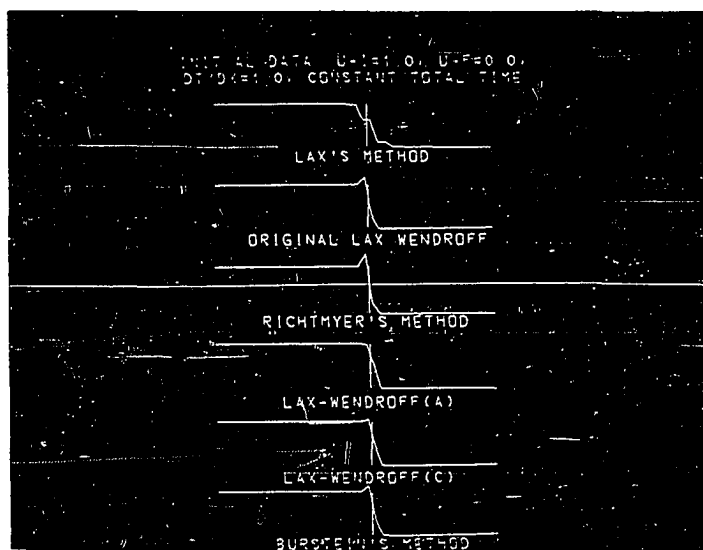 INITIAL DATA U-I=1.0, U-F=0.0,
DT/DX=1.0, CONSTANT TOTAL TIME
LAX'S METHOD
ORIGINAL LAX WENDROFF
RICHTMYER'S METHOD
LAX-WENDROFF(A)
LAX-WENDROFF(C)
BURSTEIN'S METHOD